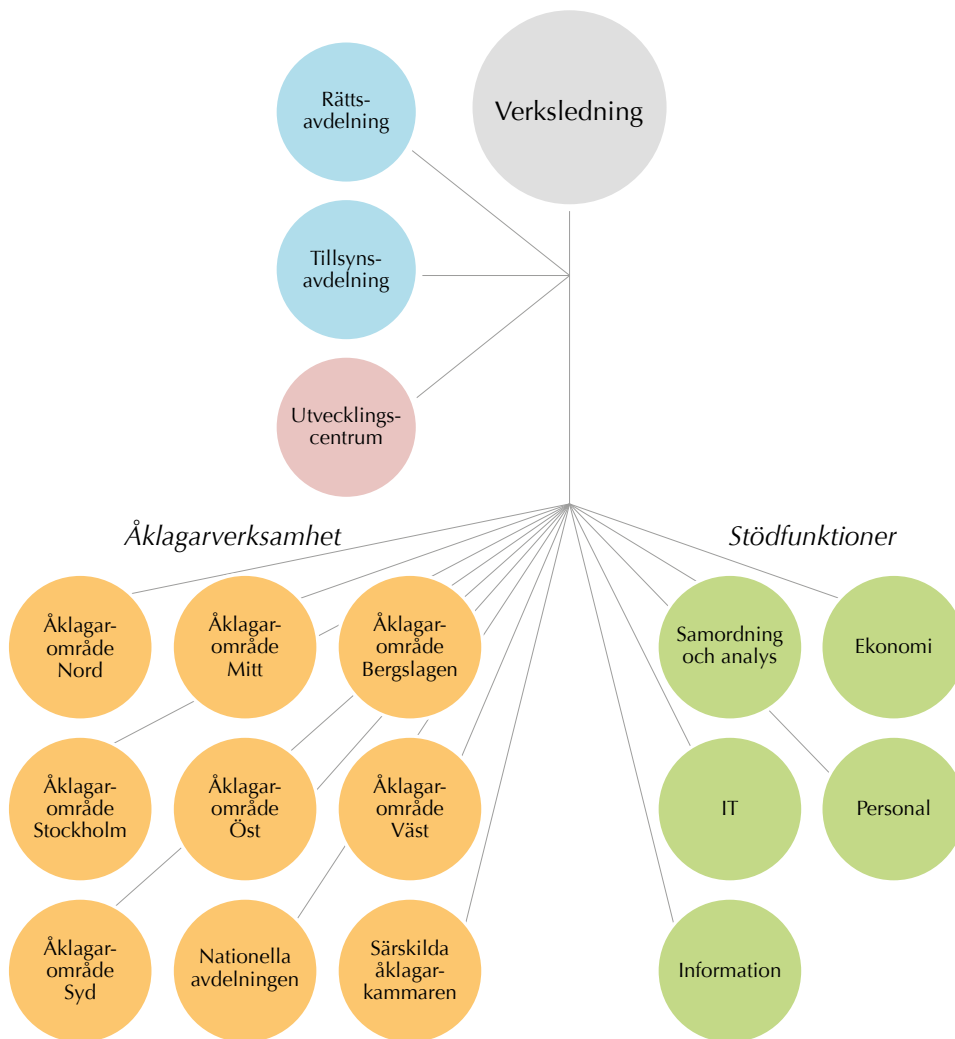 Rätts-
avdelning
Verksledning
Tillsyns-
avdelning
Utvecklings-
centrum
Åklagarverksamhet
Stödfunktioner
Åklagar-
område
Nord
Åklagar-
område
Mitt
Åklagar-
område
Bergslagen
Samordning
och analys
Ekonomi
Åklagar-
område
Stockholm
Åklagar-
område
Öst
Åklagar-
område
Väst
IT
Personal
Åklagar-
område
Syd
Nationella
avdelningen
Särskilda
åklagar-
kammaren
Information